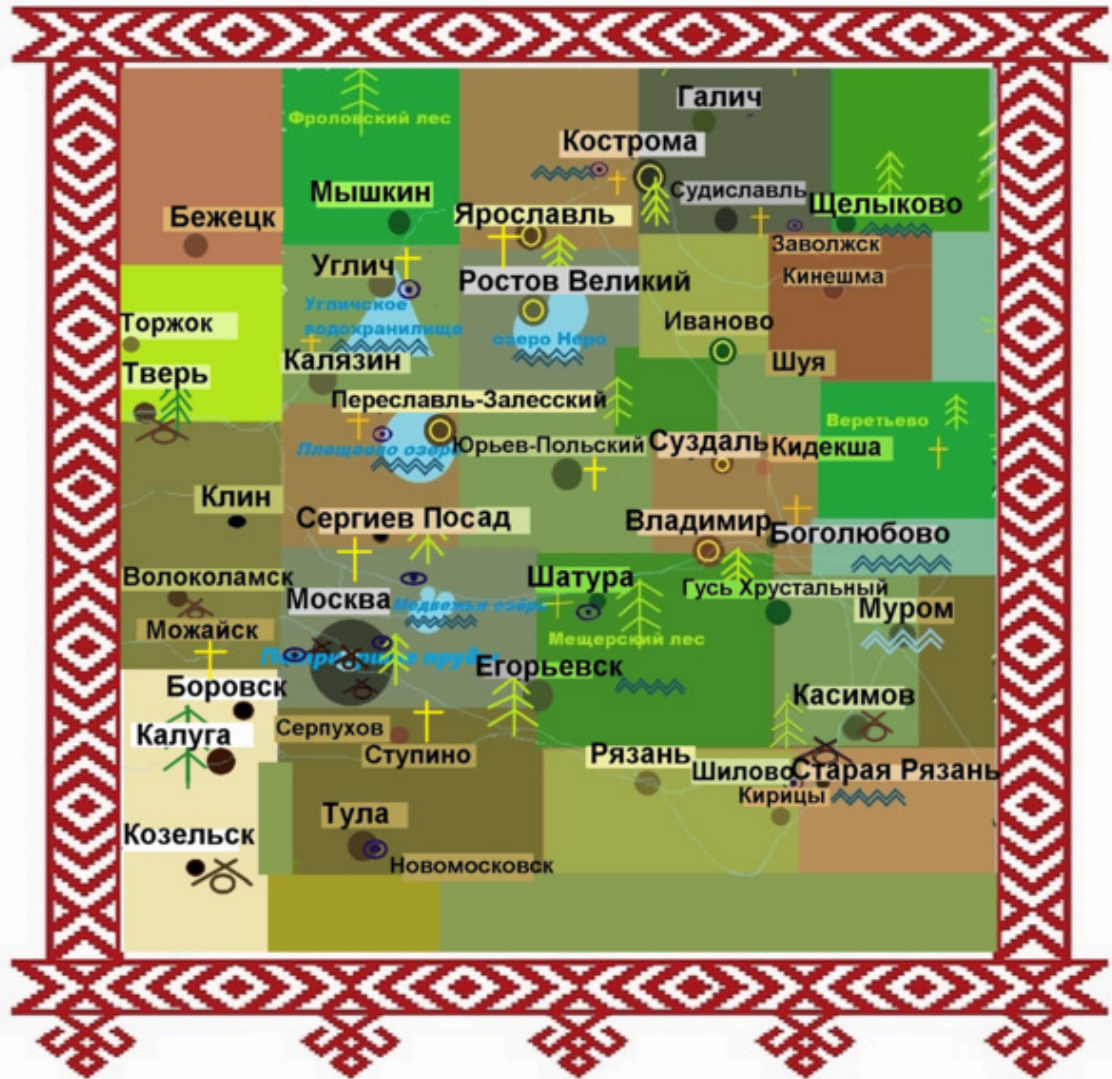 Галич
Фроловский лес
Кострома
Мышкин
Судиславль
Щелыково
Бежецк
Ярославль
Заволжск
Углич
Ростов Великий
Кинешма
Угличское
водохранилище
Торжок
Иваново
озеро Неро
Калязин
Шуя
Тверь
Переславль-Залесский
Веретьево
Плещеево озеро
Юрьев-Польский
Суздаль
Кидекша
Клин
Сергиев Посад
Владимир
Боголюбово
Волоколамск
Шатура
Гусь Хрустальный
Москва
Медвежьи озёра
Муром
Можайск
Мещерский лес
пруды
Егорьевск
Боровск
Касимов
Серпухов
Калуга
Ступино
Рязань
Шилово
Старая Рязань
Кирицы
Тула
Козельск
Новомосковск